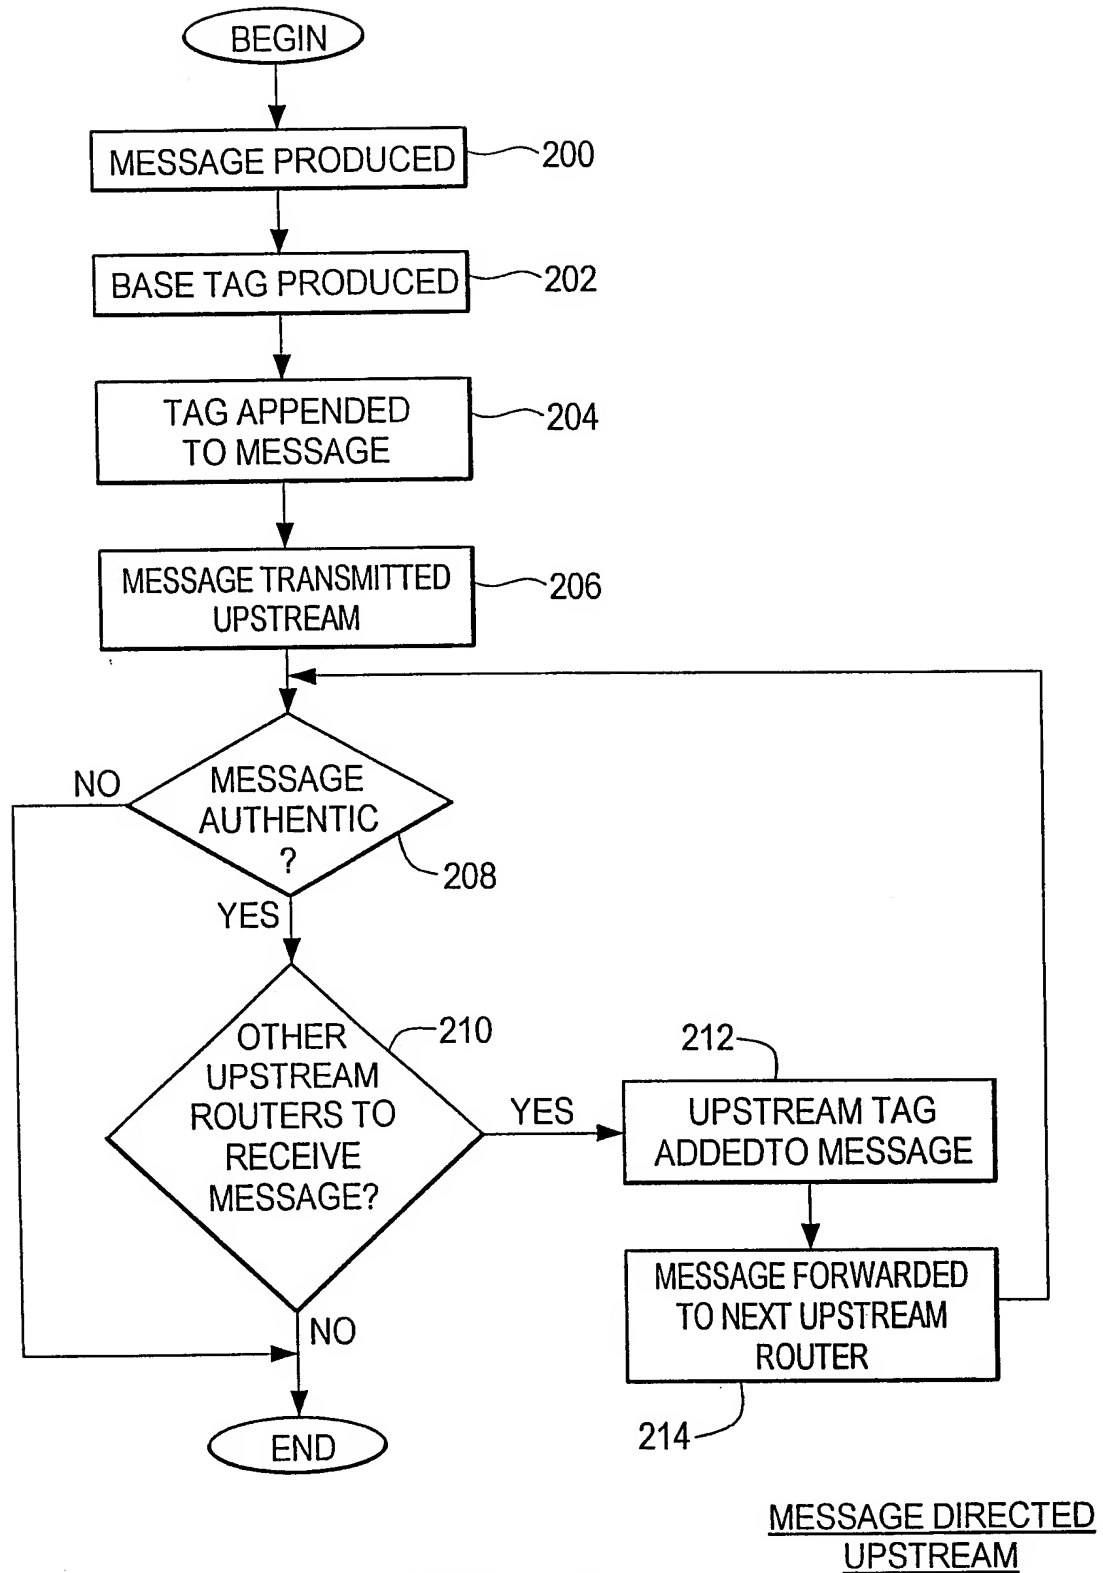 BEGIN
MESSAGE PRODUCED
200
BASE TAG PRODUCED
202
TAG APPENDED
TO MESSAGE
204
MESSAGE TRANSMITTED
UPSTREAM
206
NO
MESSAGE
AUTHENTIC
?
208
YES
OTHER
UPSTREAM
ROUTERS TO
RECEIVE
MESSAGE?
210
YES
212
UPSTREAM TAG
ADDEDTO MESSAGE
MESSAGE FORWARDED
TO NEXT UPSTREAM
ROUTER
214
NO
END
MESSAGE DIRECTED
UPSTREAM